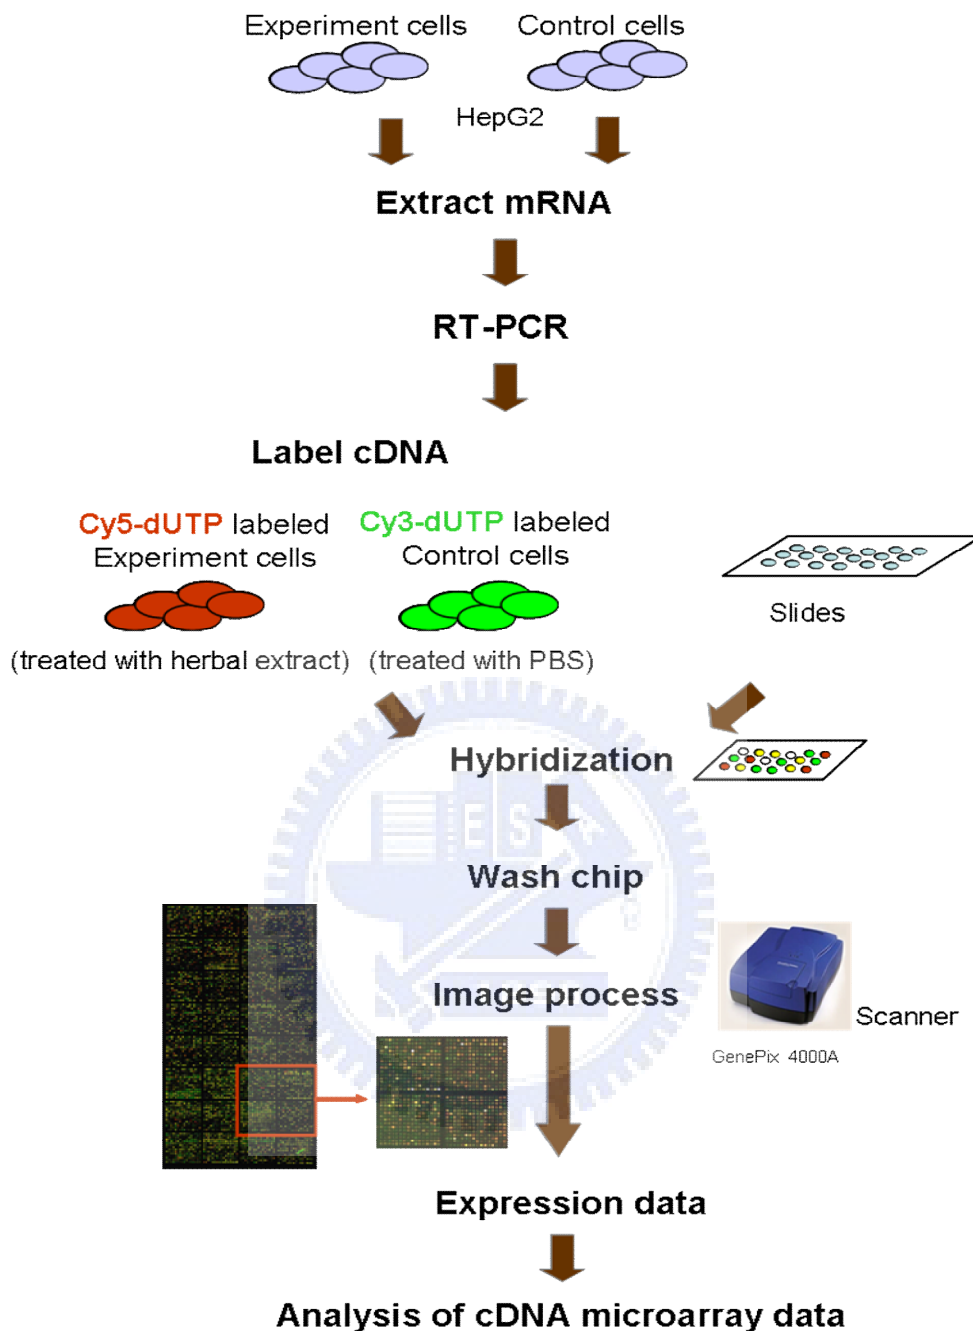 Experiment cells
Control cells
HepG2
Extract mRNA
RT-PCR
Label cDNA
Cy5-dUTP labeled
Experiment cells
Cy3-dUTP labeled
Control cells
(treated with herbal extract)
(treated with PBS)
Slides
Hybridization
Wash chip
Image process
Scanner
GenePix 4000A
Expression data
Analysis of cDNA microarray data